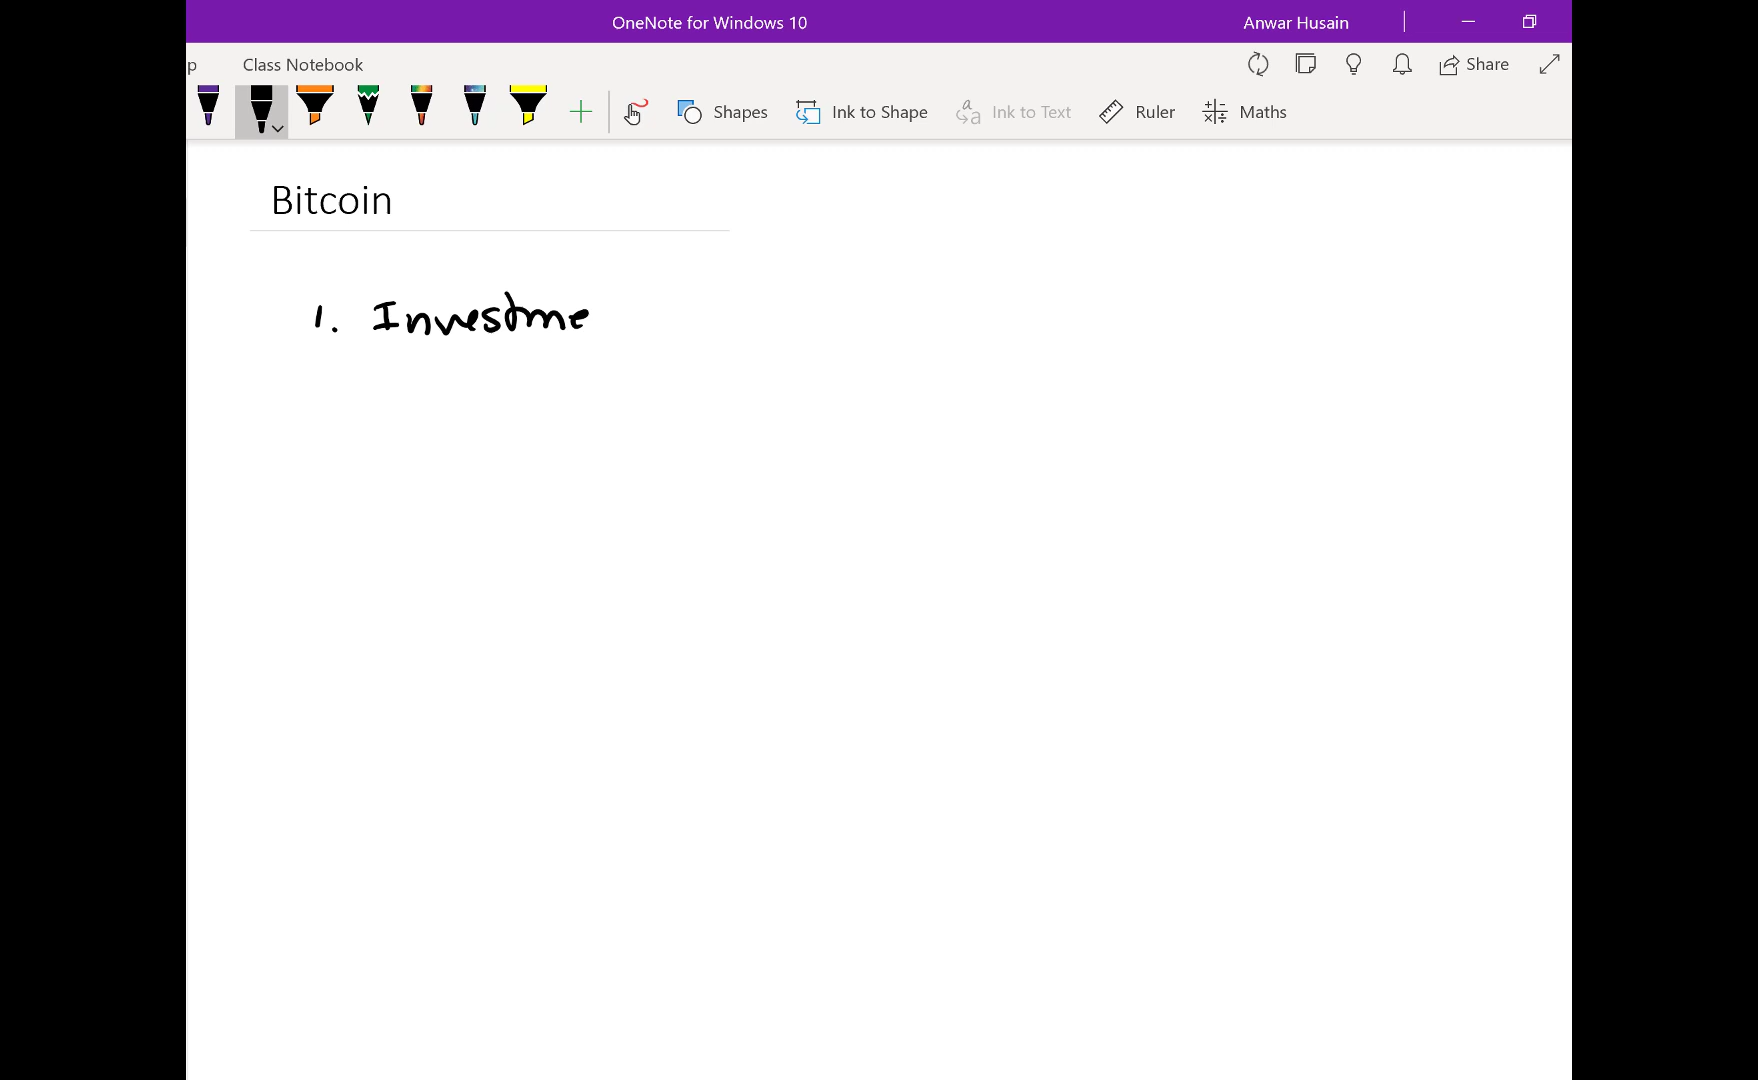 OneNote for Windows 10 Anwar Husain
p Class Notebook Share
Shapes Ink to Shape Ink to Text Ruler Maths
Bitcoin
1. Investme